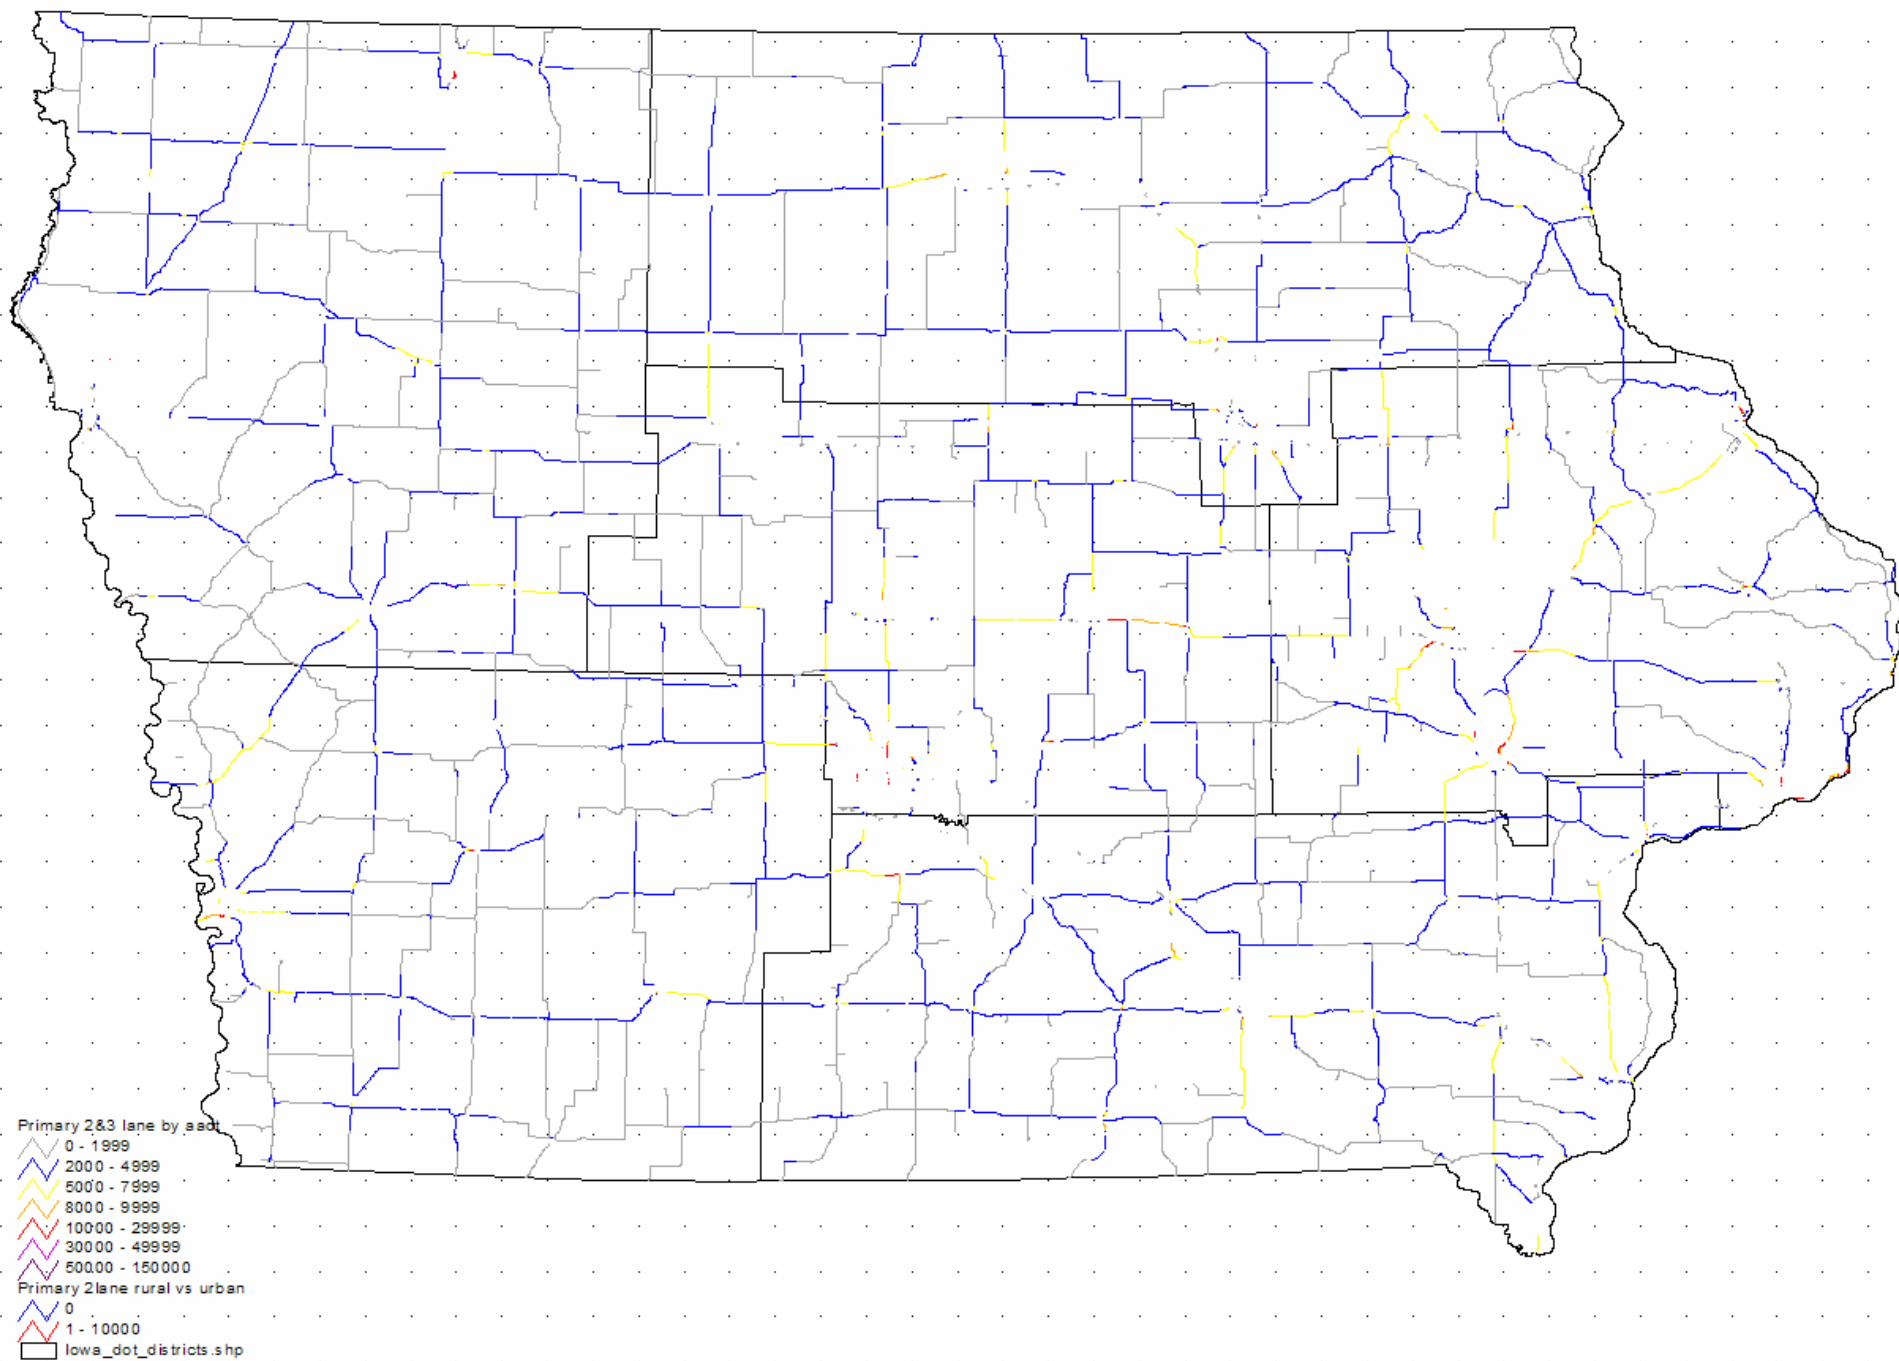 Primary 2&3 lane by aadt
0 - 1999
2000 - 4999
5000 - 7999
8000 - 9999
10000 - 29999
30000 - 49999
50000 - 150000
Primary 2lane rural vs urban
0
1 - 10000
Iowa_dot_districts.shp